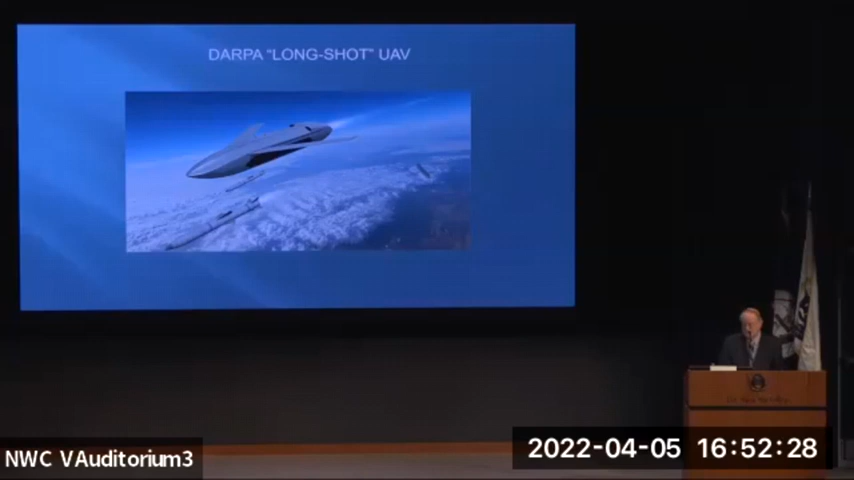 DARPA "LONG-SHOT" UAV
NWC VAuditorium3
2022-04-05 16:52:28